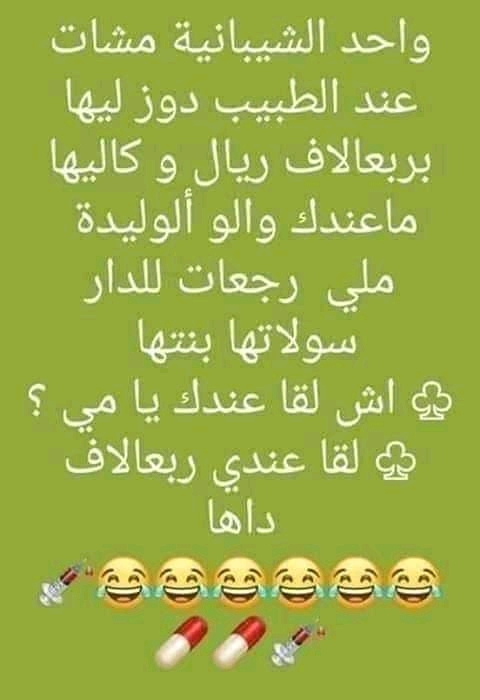 واحد الشيبانية مشات
عند الطبيب دوز ليها
بربعالاف ريال و كاليها
ماعندك والو ألوليدة
ملي رجعات للدار
سولاتها بنتها
♧ اش لقا عندك يا مي ؟
♧ لقا عندي ربعالاف
داها